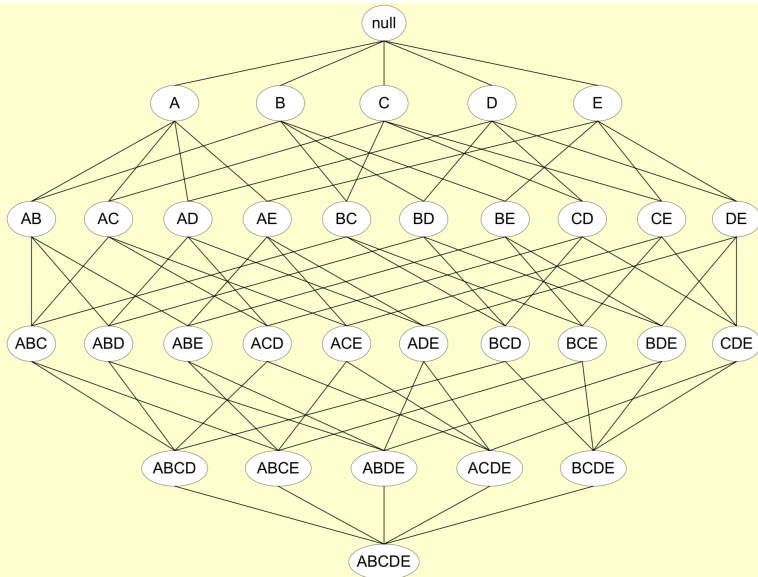 null
A B C D E
AB AC AD AE BC BD BE CD CE DE
ABC ABD ABE ACD ACE ADE BCD BCE BDE CDE
ABCD ABCE ABDE ACDE BCDE
ABCDE